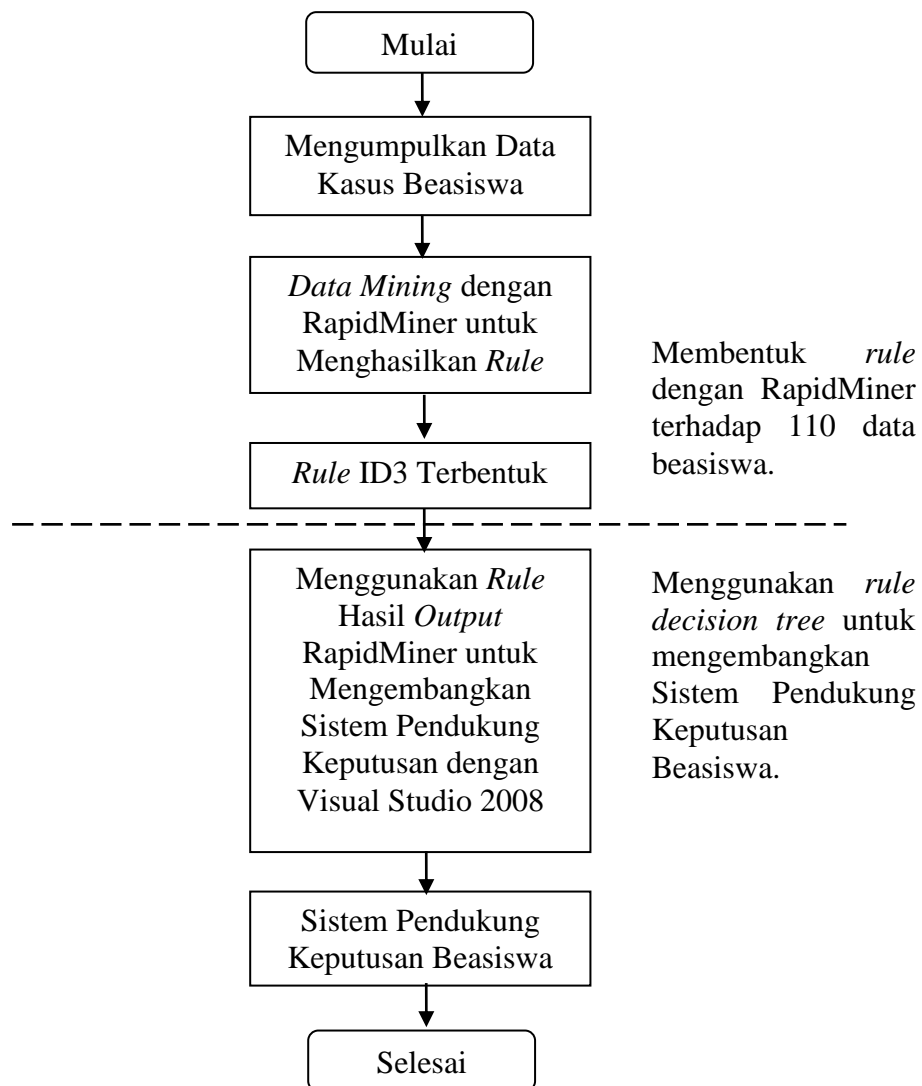 Mulai
Mengumpulkan Data
Kasus Beasiswa
Data Mining dengan
RapidMiner untuk
Menghasilkan Rule
Membentuk rule
dengan RapidMiner
terhadap 110 data
beasiswa.
Rule ID3 Terbentuk
Menggunakan Rule
Hasil Output
RapidMiner untuk
Mengembangkan
Sistem Pendukung
Keputusan dengan
Visual Studio 2008
Menggunakan rule
decision tree untuk
mengembangkan
Sistem Pendukung
Keputusan
Beasiswa.
Sistem Pendukung
Keputusan Beasiswa
Selesai